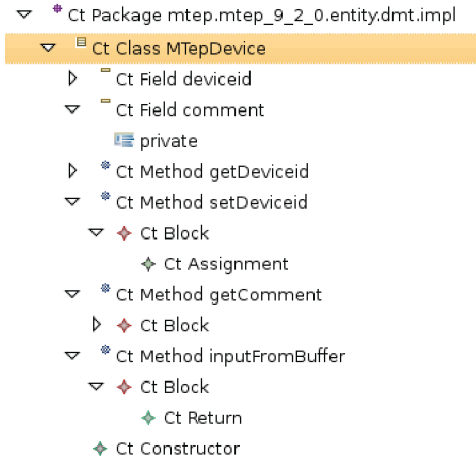 Ct Package mtep.mtep_9_2_0.entity.dmt.impl
Ct Class MTepDevice
Ct Field deviceid
Ct Field comment
private
Ct Method getDeviceid
Ct Method setDeviceid
Ct Block
Ct Assignment
Ct Method getComment
Ct Block
Ct Method inputFromBuffer
Ct Block
Ct Return
Ct Constructor